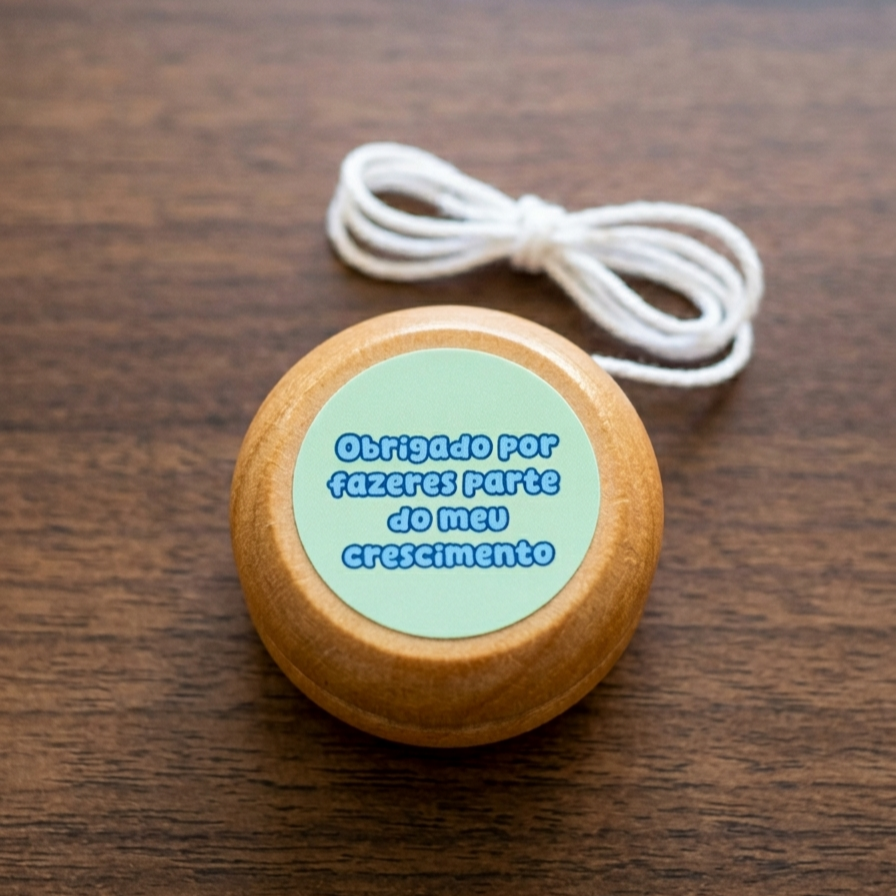 Obrigado por
fazeres parte
do meu
crescimento